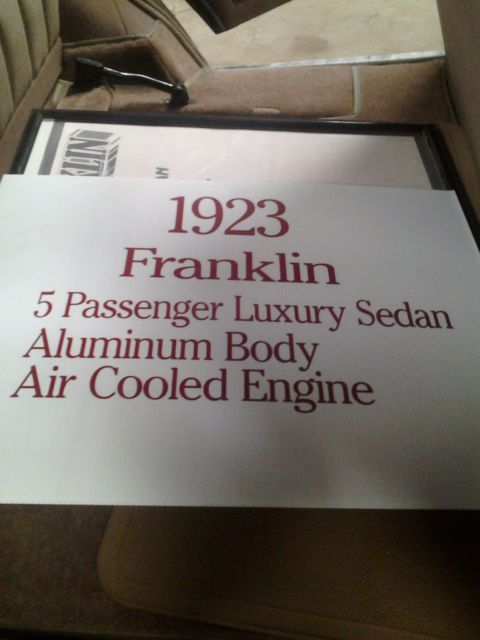 1923
Franklin
5 Passenger Luxury Sedan
Aluminum Body
Air Cooled Engine